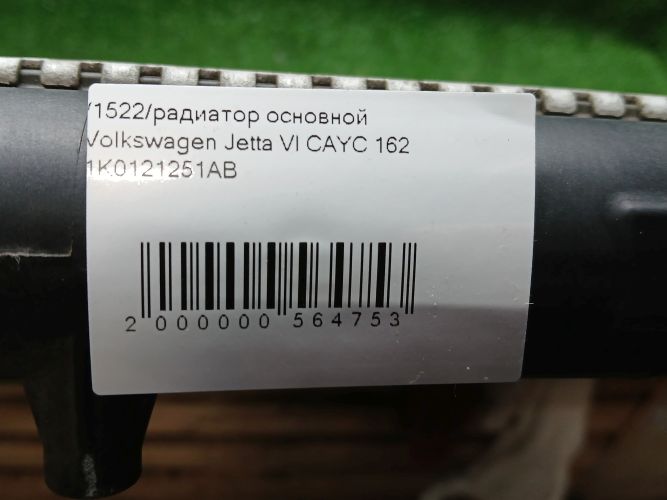 /1522/радиатор основной
Volkswagen Jetta VI CAYC 162
1K0121251AB
2 000000 564753